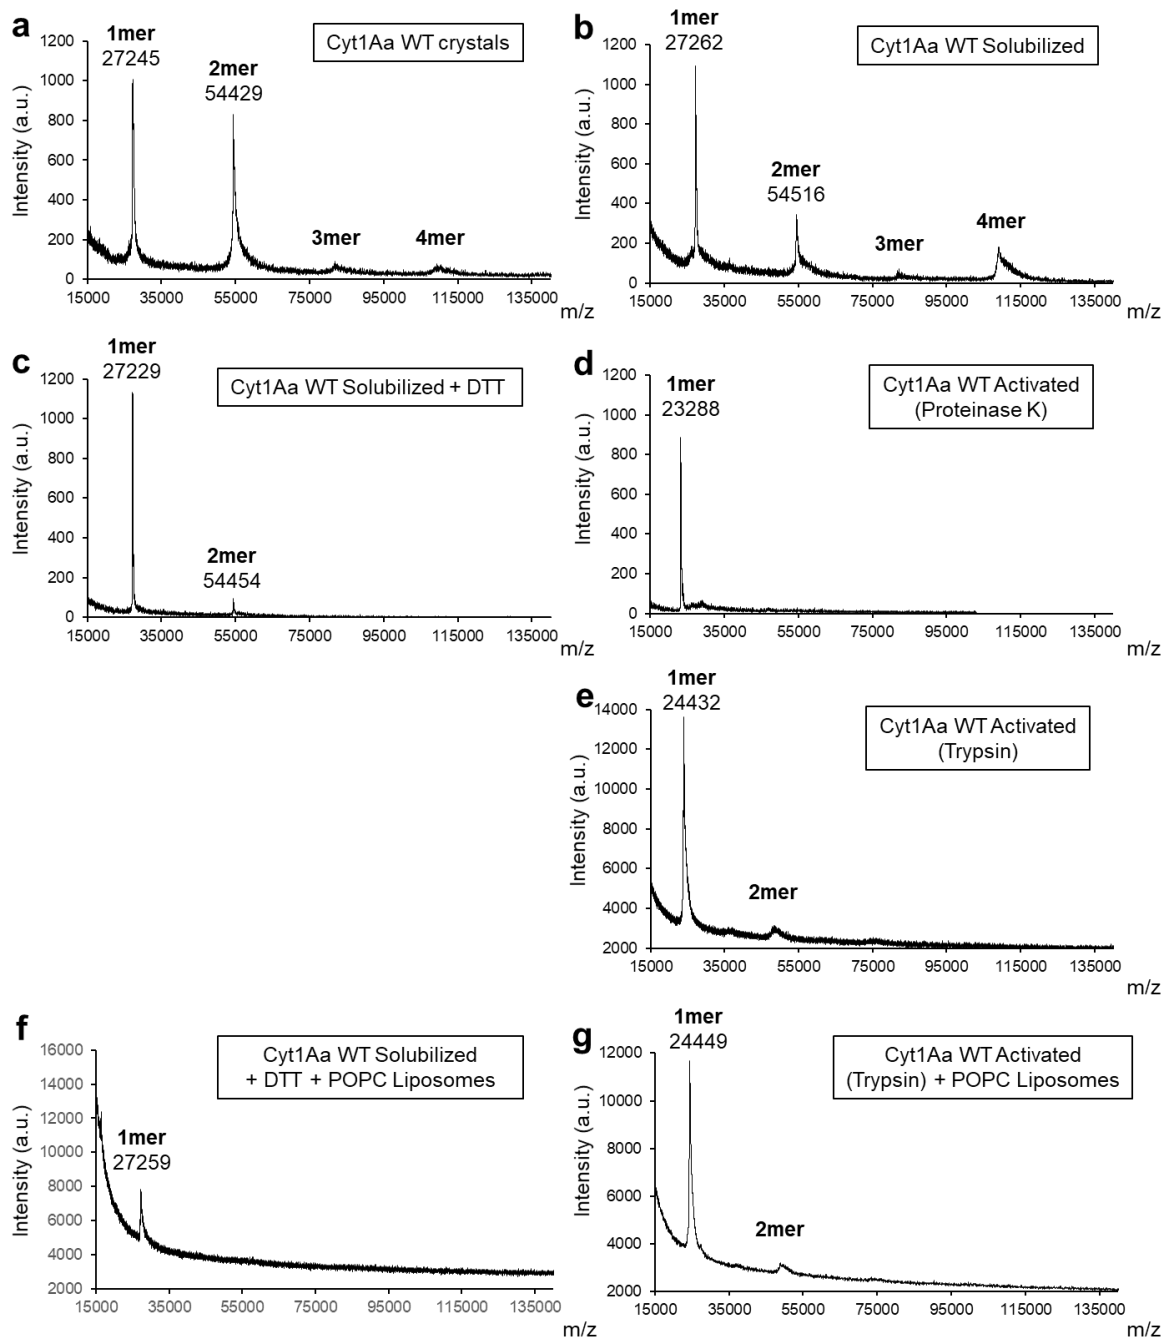 a
Cyt1Aa WT crystals
1mer
27245
2mer
54429
3mer
4mer
Intensity (a.u.)
1200
1000
800
600
400
200
0
15000 35000 55000 75000 95000 115000 135000
m/z
b
Cyt1Aa WT Solubilized
1mer
27262
2mer
54516
3mer
4mer
Intensity (a.u.)
1200
1000
800
600
400
200
0
15000 35000 55000 75000 95000 115000 135000
m/z
c
Cyt1Aa WT Solubilized + DTT
1mer
27229
2mer
54454
Intensity (a.u.)
1200
1000
800
600
400
200
0
15000 35000 55000 75000 95000 115000 135000
m/z
d
Cyt1Aa WT Activated
(Proteinase K)
1mer
23288
Intensity (a.u.)
1200
1000
800
600
400
200
0
15000 35000 55000 75000 95000 115000 135000
m/z
e
Cyt1Aa WT Activated
(Trypsin)
1mer
24432
2mer
Intensity (a.u.)
14000
12000
10000
8000
6000
4000
2000
15000 35000 55000 75000 95000 115000 135000
m/z
f
Cyt1Aa WT Solubilized
+ DTT + POPC Liposomes
1mer
27259
Intensity (a.u.)
16000
14000
12000
10000
8000
6000
4000
2000
15000 35000 55000 75000 95000 115000 135000
m/z
g
Cyt1Aa WT Activated
(Trypsin) + POPC Liposomes
1mer
24449
2mer
Intensity (a.u.)
12000
10000
8000
6000
4000
2000
15000 35000 55000 75000 95000 115000 135000
m/z